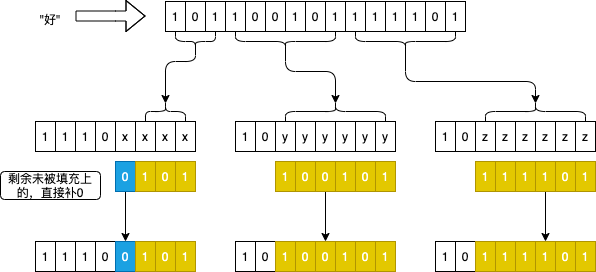 "好"
1 0 1 1 0 0 1 0 1 1 1 1 1 0 1
1 1 1 0 x x x x
1 0 y y y y y y
1 0 z z z z z z
剩余未被填充上
的，直接补0
0 1 0 1
1 0 0 1 0 1
1 1 1 1 0 1
1 1 1 0 0 1 0 1
1 0 1 0 0 1 0 1
1 0 1 1 1 1 0 1